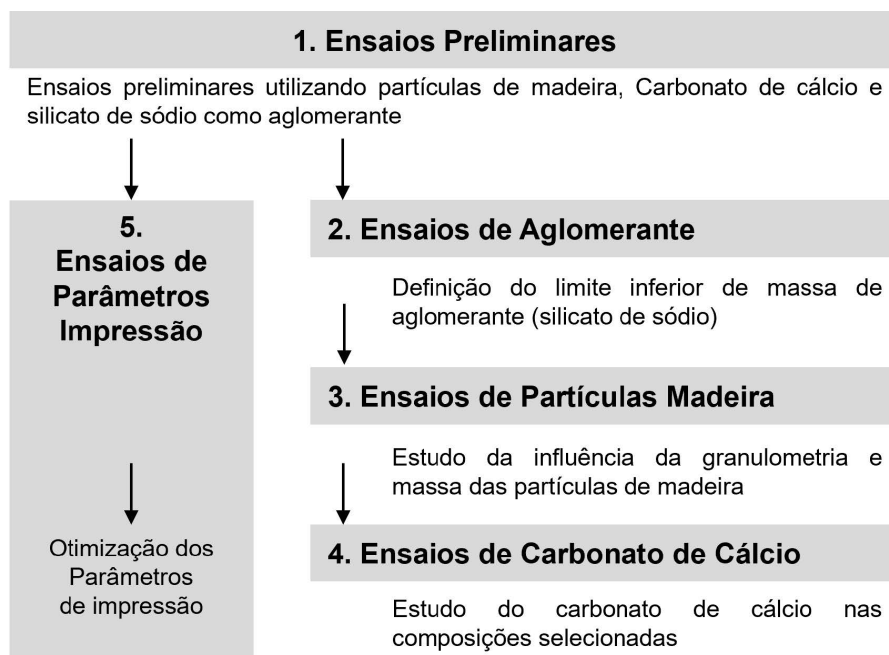 1. Ensaios Preliminares
Ensaios preliminares utilizando partículas de madeira, Carbonato de cálcio e
silicato de sódio como aglomerante
5.
Ensaios de
Parâmetros
Impressão
Otimização dos
Parâmetros
de impressão
2. Ensaios de Aglomerante
Definição do limite inferior de massa de
aglomerante (silicato de sódio)
3. Ensaios de Partículas Madeira
Estudo da influência da granulometria e
massa das partículas de madeira
4. Ensaios de Carbonato de Cálcio
Estudo do carbonato de cálcio nas
composições selecionadas